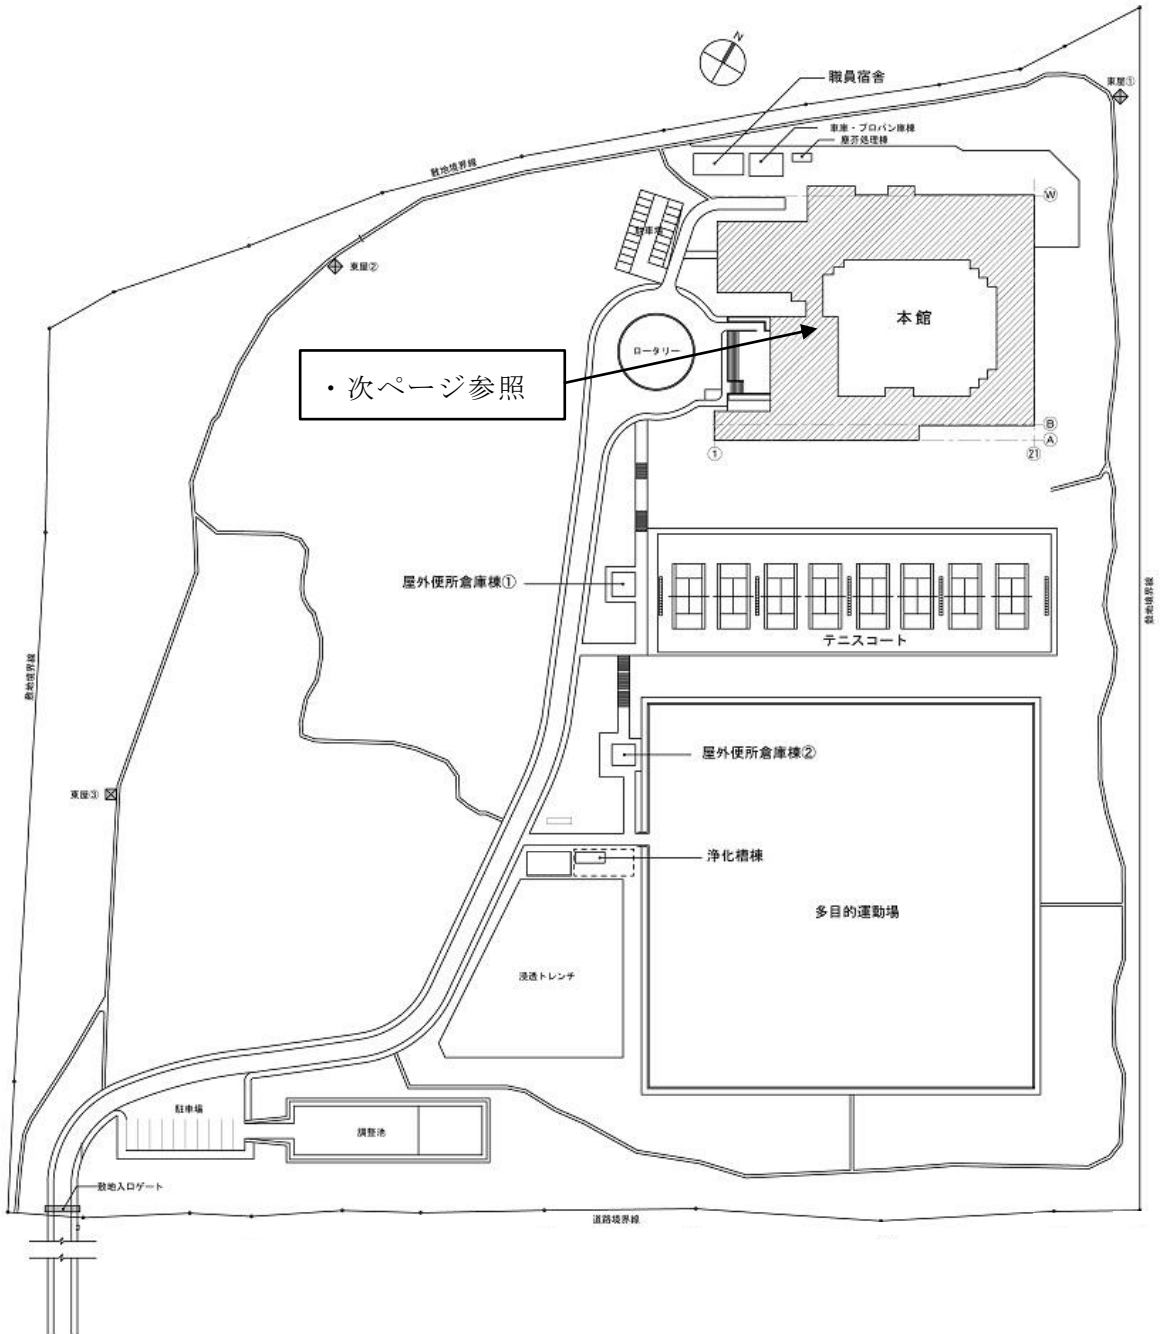 N
職員宿舎
東屋①
車庫・プロパン庫棟
塵芥処理棟
敷地境界線
W
駐車場
東屋②
本館
ロータリー
・次ページ参照
B
A
1
21
屋外便所倉庫棟①
敷地境界線
テニスコート
敷地境界線
屋外便所倉庫棟②
東屋③
浄化槽棟
多目的運動場
浸透トレンチ
駐車場
調整池
敷地入口ゲート
道路境界線